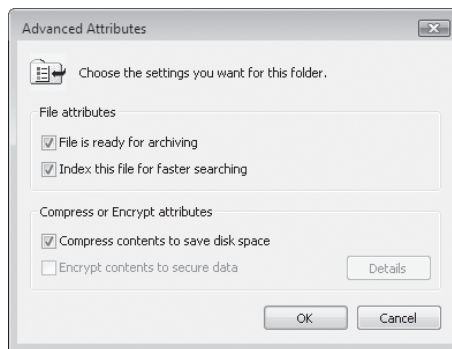 Advanced Attributes
Choose the settings you want for this folder.
File attributes
File is ready for archiving
Index this file for faster searching
Compress or Encrypt attributes
Compress contents to save disk space
Encrypt contents to secure data
Details
OK
Cancel